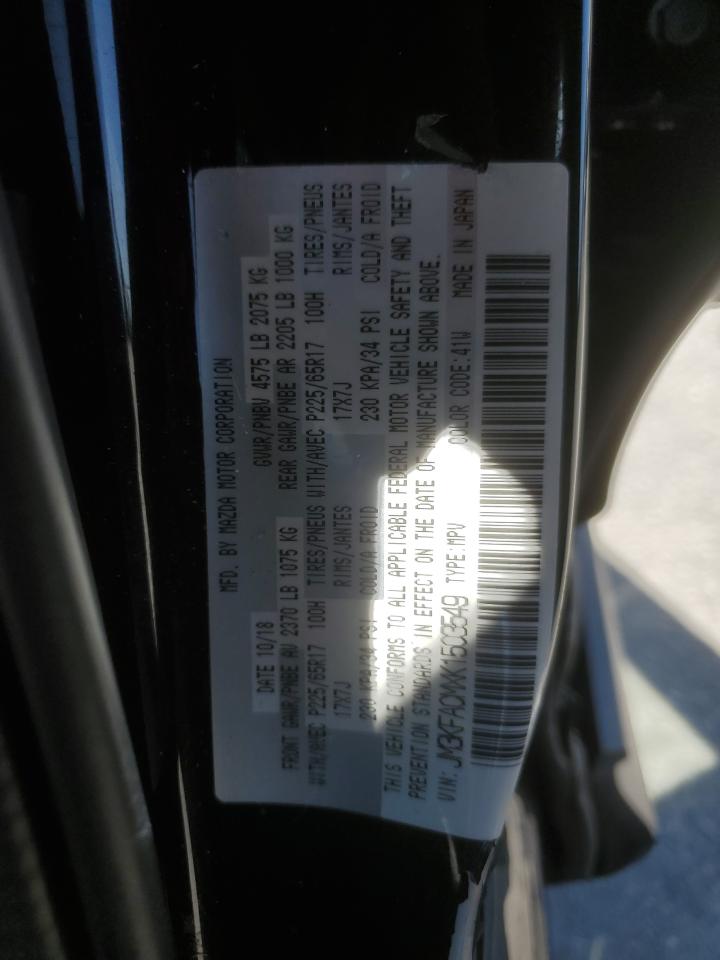 MFD. BY MAZDA MOTOR CORPORATION
DATE 10/18 GVWR/PNBV 4575 LB 2075 KG
FRONT GAWR/PNBE AV 2370 LB 1075 KG REAR GAWR/PNBE AR 2205 LB 1000 KG
WITH/AVEC P225/65R17 100H TIRES/PNEUS WITH/AVEC P225/65R17 100H TIRES/PNEUS
17X7J RIMS/JANTES 17X7J RIMS/JANTES
KPA/34 PSI COLD/A FROID 230 KPA/34 PSI COLD/A FROID
THIS VEHICLE CONFORMS TO ALL APPLICABLE FEDERAL MOTOR VEHICLE SAFETY AND THEFT
PREVENTION STANDARDS IN EFFECT ON THE DATE OF MANUFACTURE SHOWN ABOVE.
VIN: TYPE:MPV COLOR CODE:41W MADE IN JAPAN